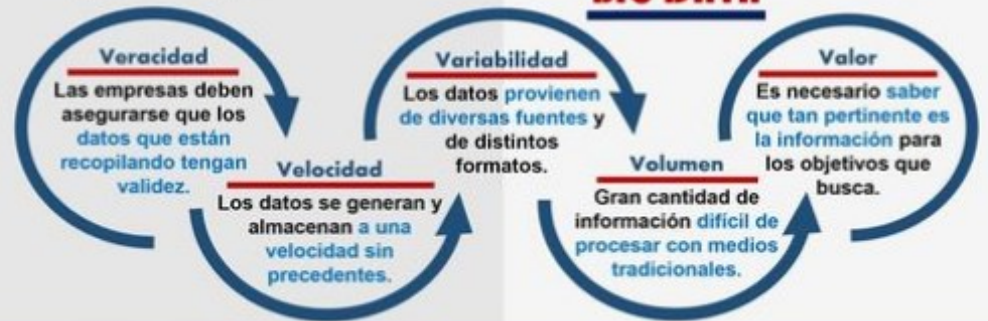 Veracidad
Las empresas deben
asegurarse que los
datos que están
recopilando tengan
validez.
Velocidad
Los datos se generan y
almacenan a una
velocidad sin
precedentes.
Variabilidad
Los datos provienen
de diversas fuentes y
de distintos
formatos.
Volumen
Gran cantidad de
información difícil de
procesar con medios
tradicionales.
Valor
Es necesario saber
que tan pertinente es
la información para
los objetivos que
busca.